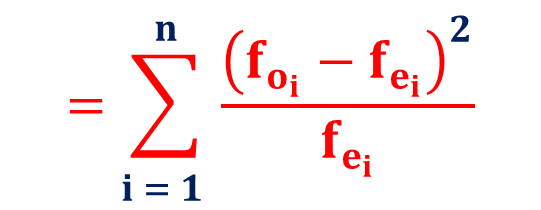 n
(f_{o_i} − f_{e_i})^2
= ∑
f_{e_i}
i = 1